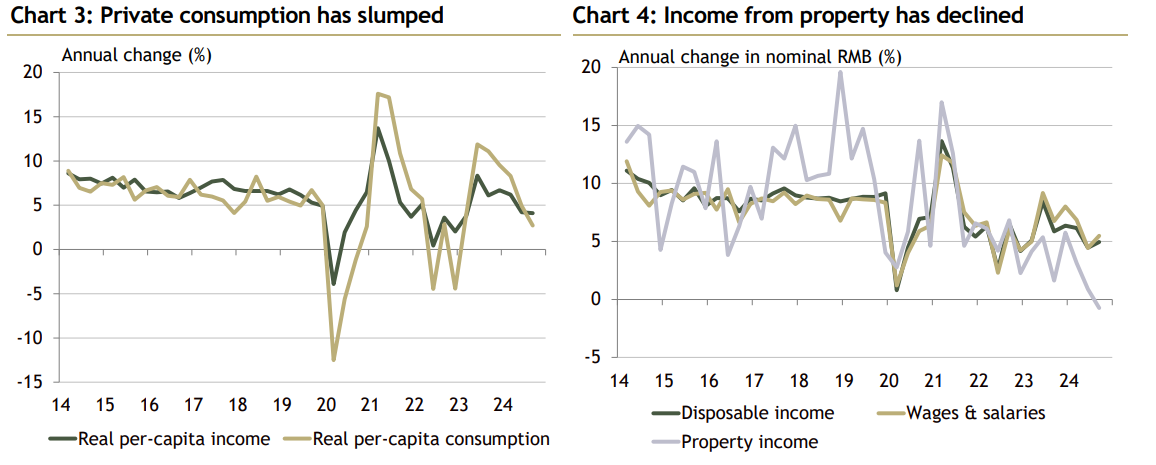 Chart 3: Private consumption has slumped
Annual change (%)
20
15
10
5
0
-5
-10
-15
14 15 16 17 18 19 20 21 22 23 24
Real per-capita income Real per-capita consumption
Chart 4: Income from property has declined
Annual change in nominal RMB (%)
20
15
10
5
0
-5
14 15 16 17 18 19 20 21 22 23 24
Disposable income Wages & salaries
Property income